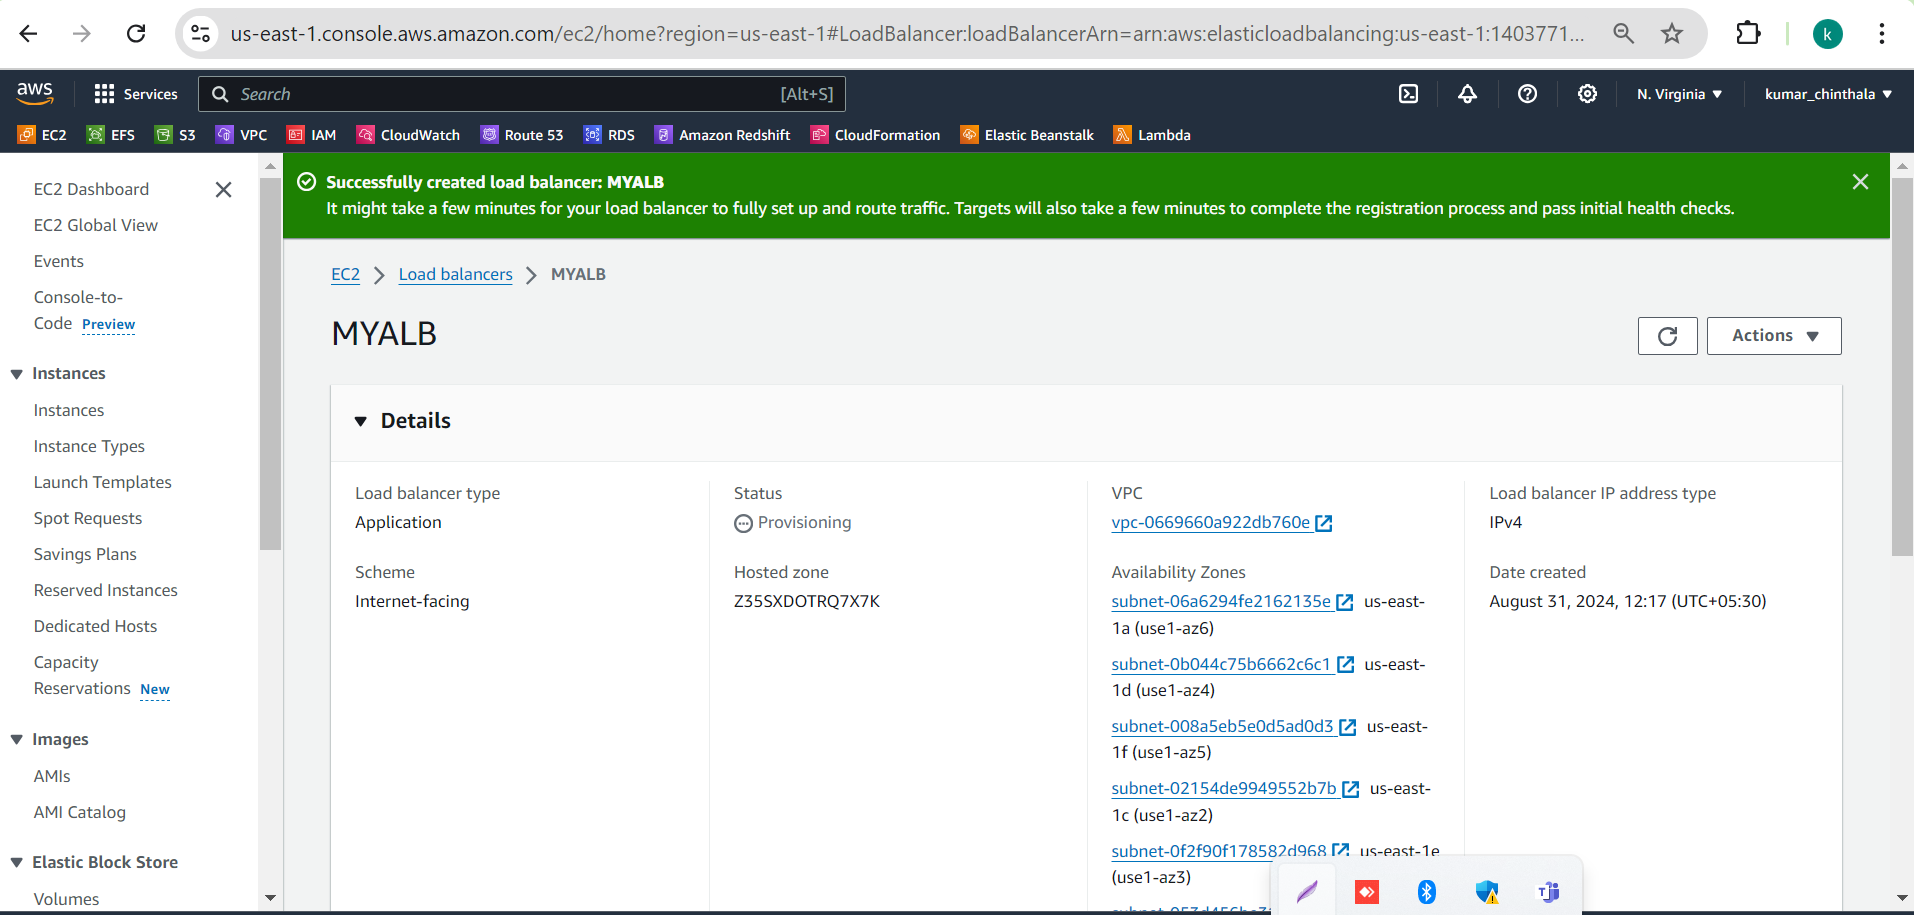 us-east-1.console.aws.amazon.com/ec2/home?region=us-east-1#LoadBalancer:loadBalancerArn=arn:aws:elasticloadbalancing:us-east-1:1403771...
k
aws
Services
Search
[Alt+S]
N. Virginia
kumar_chinthala
EC2
EFS
S3
VPC
IAM
CloudWatch
Route 53
RDS
Amazon Redshift
CloudFormation
Elastic Beanstalk
Lambda
EC2 Dashboard
EC2 Global View
Events
Console-to-
Code Preview
Instances
Instances
Instance Types
Launch Templates
Spot Requests
Savings Plans
Reserved Instances
Dedicated Hosts
Capacity
Reservations New
Images
AMIs
AMI Catalog
Elastic Block Store
Volumes
Successfully created load balancer: MYALB
It might take a few minutes for your load balancer to fully set up and route traffic. Targets will also take a few minutes to complete the registration process and pass initial health checks.
EC2 > Load balancers > MYALB
MYALB
Actions
Details
Load balancer type
Application
Scheme
Internet-facing
Status
Provisioning
Hosted zone
Z35SXDOTRQ7X7K
VPC
vpc-0669660a922db760e
Availability Zones
subnet-06a6294fe2162135e us-east-
1a (use1-az6)
subnet-0b044c75b6662c6c1 us-east-
1d (use1-az4)
subnet-008a5eb5e0d5ad0d3 us-east-
1f (use1-az5)
subnet-02154de9949552b7b us-east-
1c (use1-az2)
subnet-0f2f90f178582d968 us-east-1e
(use1-az3)
Load balancer IP address type
IPv4
Date created
August 31, 2024, 12:17 (UTC+05:30)